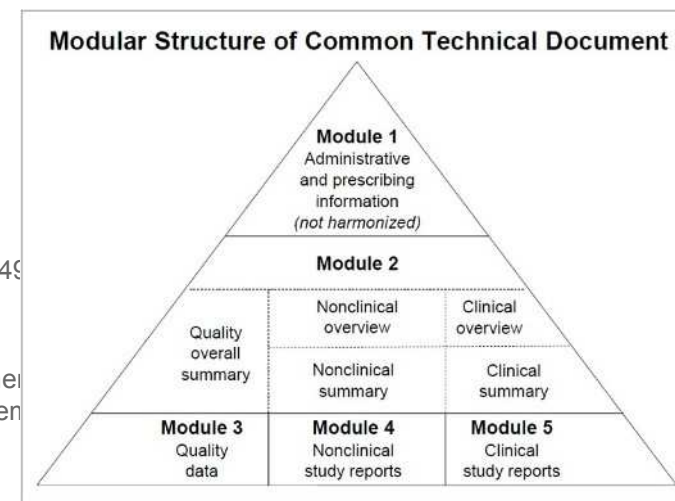 Modular Structure of Common Technical Document
Module 1
Administrative
and prescribing
information
(not harmonized)
Module 2
Quality
overall
summary
Nonclinical
overview
Clinical
overview
Nonclinical
summary
Clinical
summary
Module 3
Quality
data
Module 4
Nonclinical
study reports
Module 5
Clinical
study reports